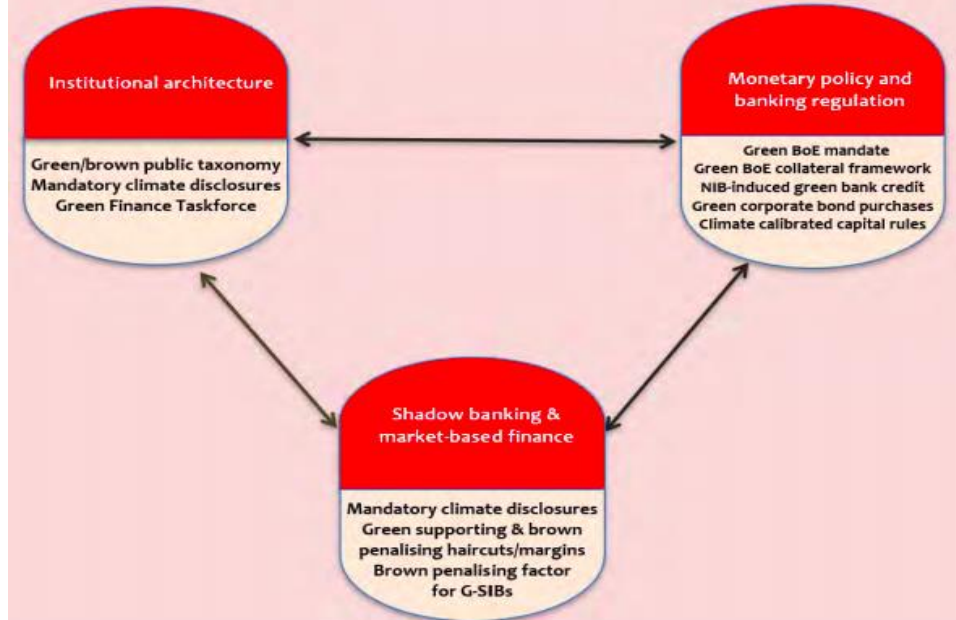 Institutional architecture
Green/brown public taxonomy
Mandatory climate disclosures
Green Finance Taskforce
Monetary policy and
banking regulation
Green BoE mandate
Green BoE collateral framework
NIB-induced green bank credit
Green corporate bond purchases
Climate calibrated capital rules
Shadow banking &
market-based finance
Mandatory climate disclosures
Green supporting & brown
penalising haircuts/margins
Brown penalising factor
for G-SIBs